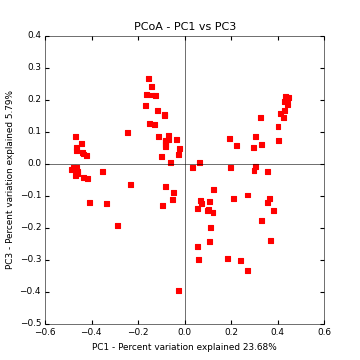 PCoA - PC1 vs PC3
0.4
0.3
0.2
0.1
0.0
−0.1
−0.2
−0.3
−0.4
−0.5
PC3 - Percent variation explained 5.79%
−0.6 −0.4 −0.2 0.0 0.2 0.4 0.6
PC1 - Percent variation explained 23.68%